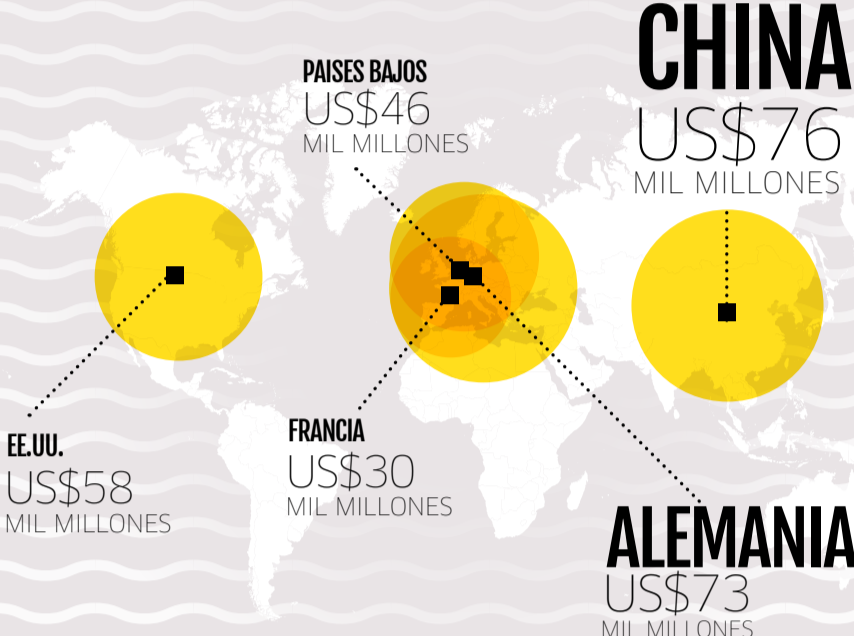 CHINA
US$76
MIL MILLONES
PAISES BAJOS
US$46
MIL MILLONES
EE.UU.
US$58
MIL MILLONES
FRANCIA
US$30
MIL MILLONES
ALEMANIA
US$73
MIL MILLONES